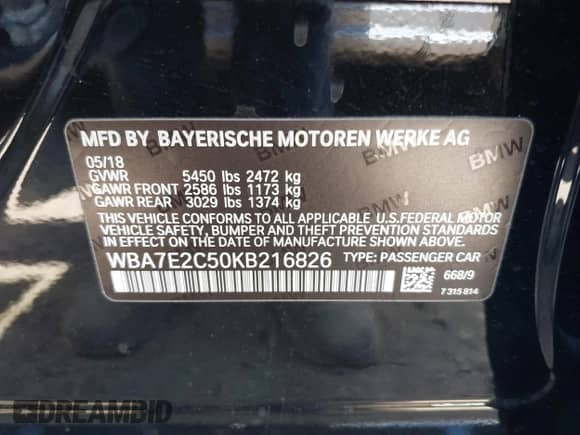 MFD BY BAYERISCHE MOTOREN WERKE AG
05/18
GVWR 5450 lbs 2472 kg
GAWR FRONT 2586 lbs 1173 kg
GAWR REAR 3029 lbs 1374 kg
THIS VEHICLE CONFORMS TO ALL APPLICABLE U.S.FEDERAL MOTOR
VEHICLE SAFETY, BUMPER AND THEFT PREVENTION STANDARDS
IN EFFECT ON THE DATE OF MANUFACTURE SHOWN ABOVE.
WBA7E2C50KB216826 TYPE: PASSENGER CAR
668/9
7 315 814
BMW
BMW
BMW
DREAMBID